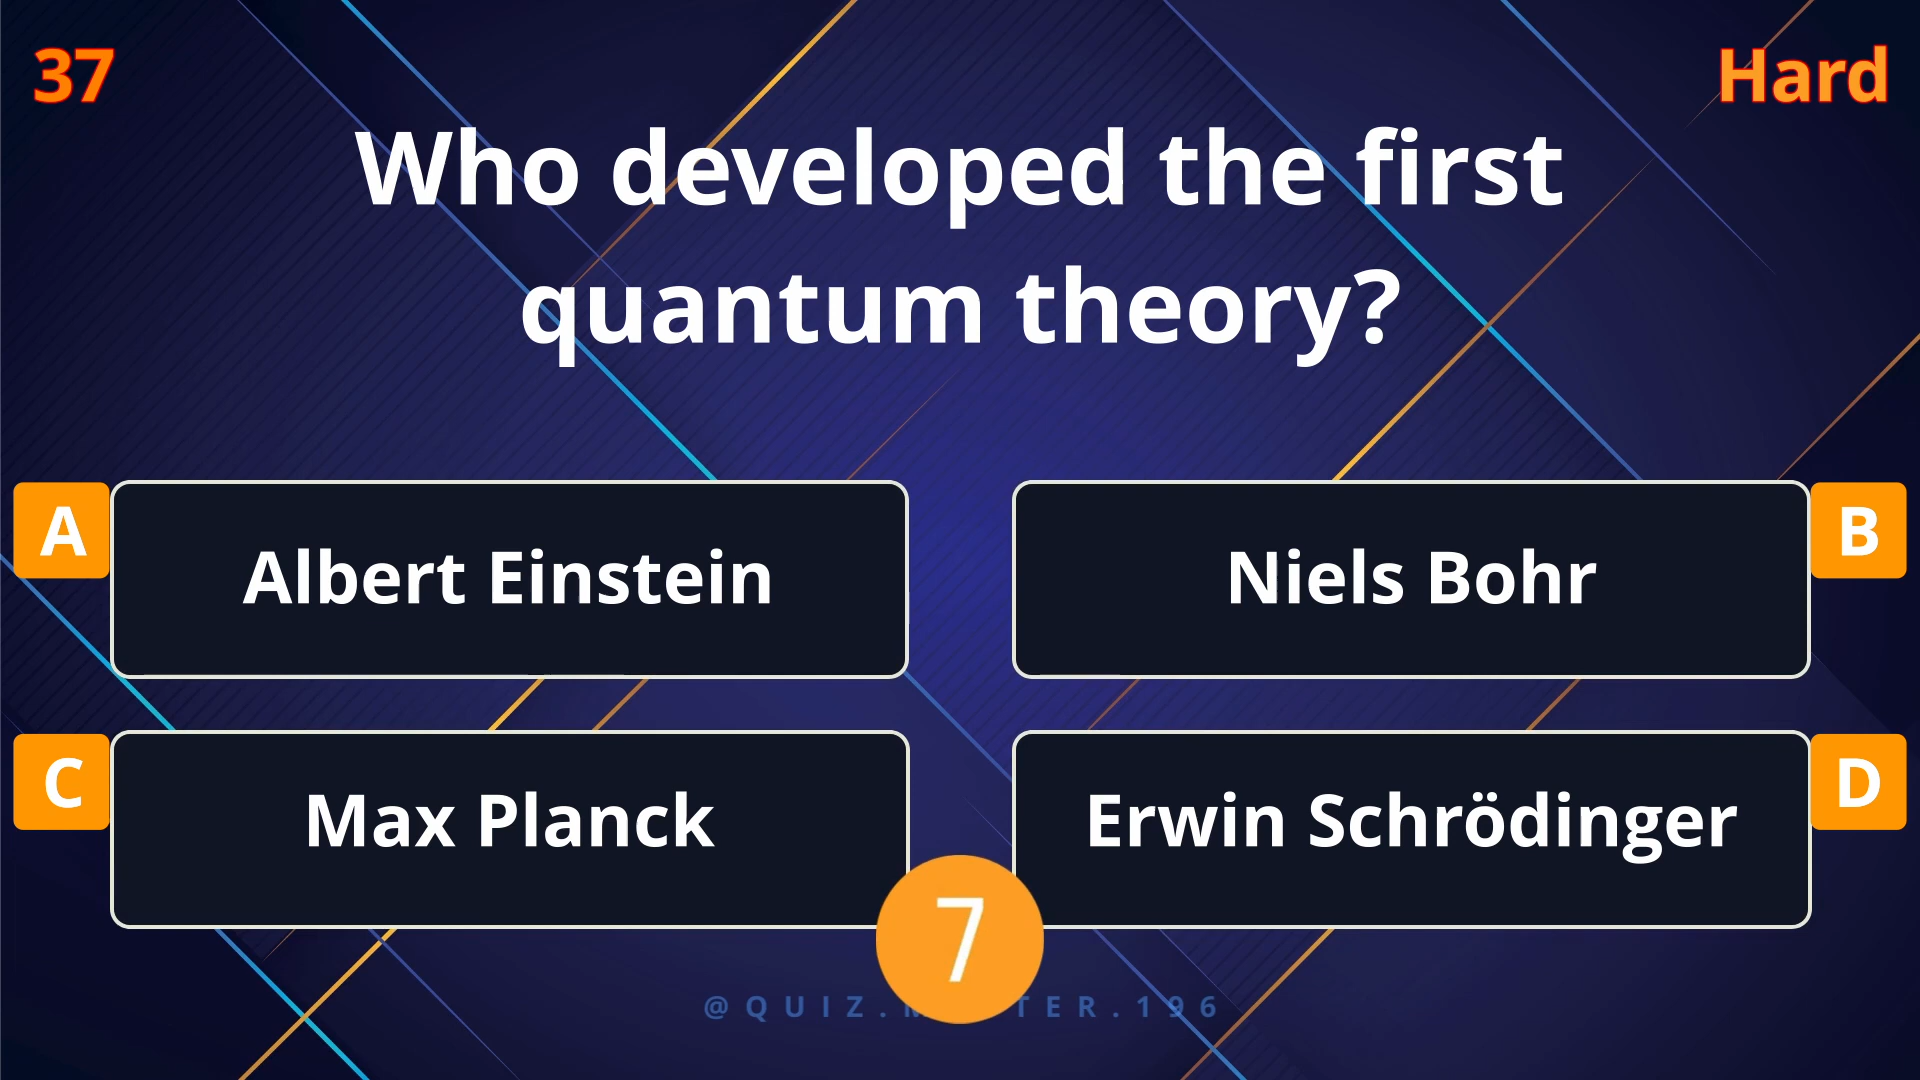 37
Hard
Who developed the first
quantum theory?
A
Albert Einstein
Niels Bohr
B
C
Max Planck
Erwin Schrödinger
D
7